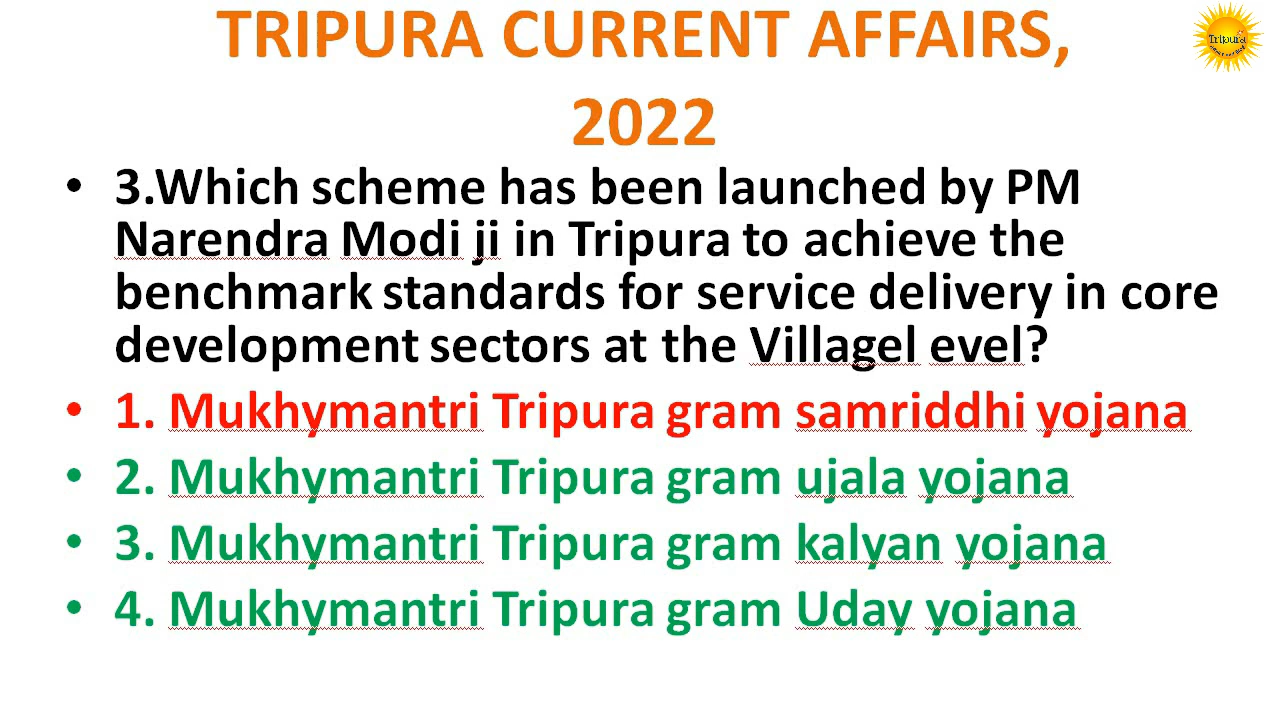 TRIPURA CURRENT AFFAIRS,
2022
Tripura
• 3.Which scheme has been launched by PM
Narendra Modi ji in Tripura to achieve the
benchmark standards for service delivery in core
development sectors at the Villagel evel?
• 1. Mukhymantri Tripura gram samriddhi yojana
• 2. Mukhymantri Tripura gram ujala yojana
• 3. Mukhymantri Tripura gram kalyan yojana
• 4. Mukhymantri Tripura gram Uday yojana